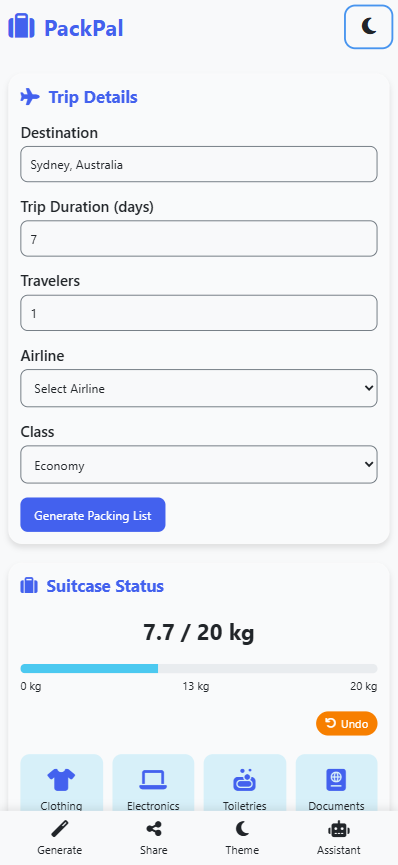 PackPal
Trip Details
Destination
Sydney, Australia
Trip Duration (days)
7
Travelers
1
Airline
Select Airline
Class
Economy
Generate Packing List
Suitcase Status
7.7 / 20 kg
0 kg 13 kg 20 kg
Undo
Clothing Electronics Toiletries Documents
Generate Share Theme Assistant